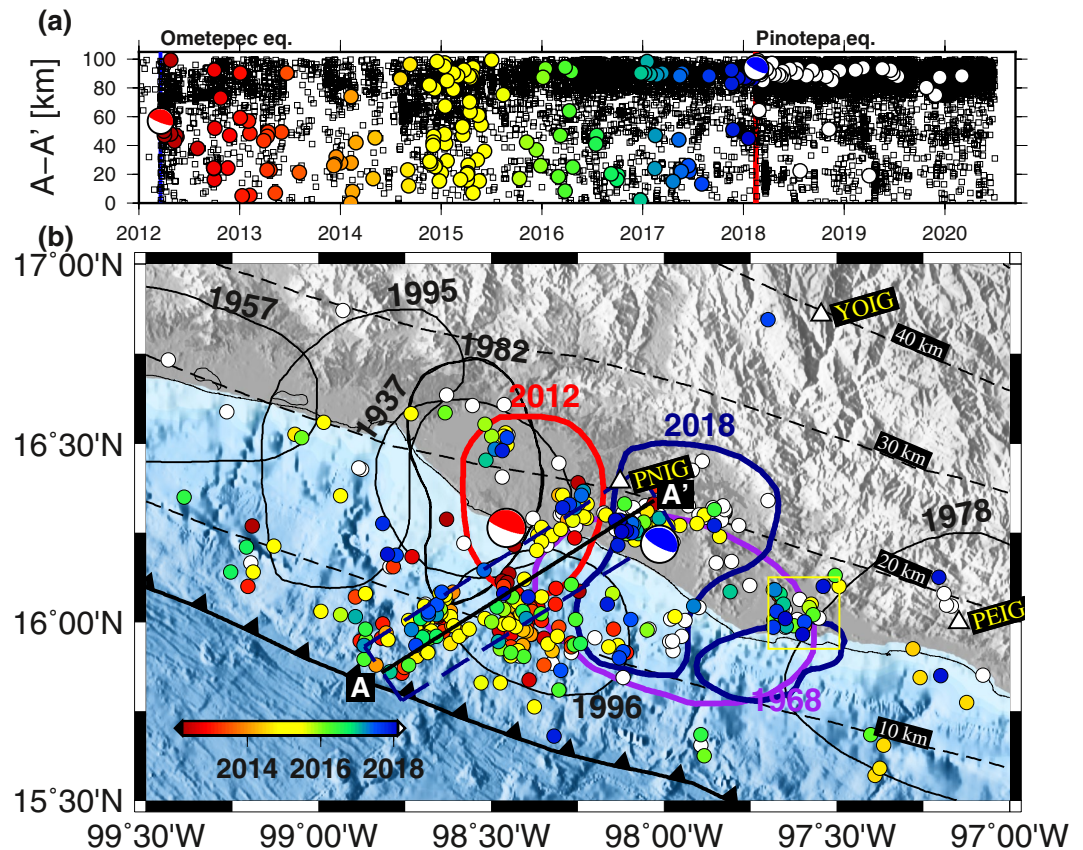 (a)
Ometepec eq.
Pinotepa eq.
A–A’ [km]
100
80
60
40
20
0
2012 2013 2014 2015 2016 2017 2018 2019 2020
(b)
17°00'N
16°30'N
16°00'N
15°30'N
1957
1995
1982
1937
2012
2018
1978
1968
1996
YOIG
PNIG
PEIG
A
A’
40 km
30 km
20 km
10 km
2014 2016 2018
99°30'W 99°00'W 98°30'W 98°00'W 97°30'W 97°00'W